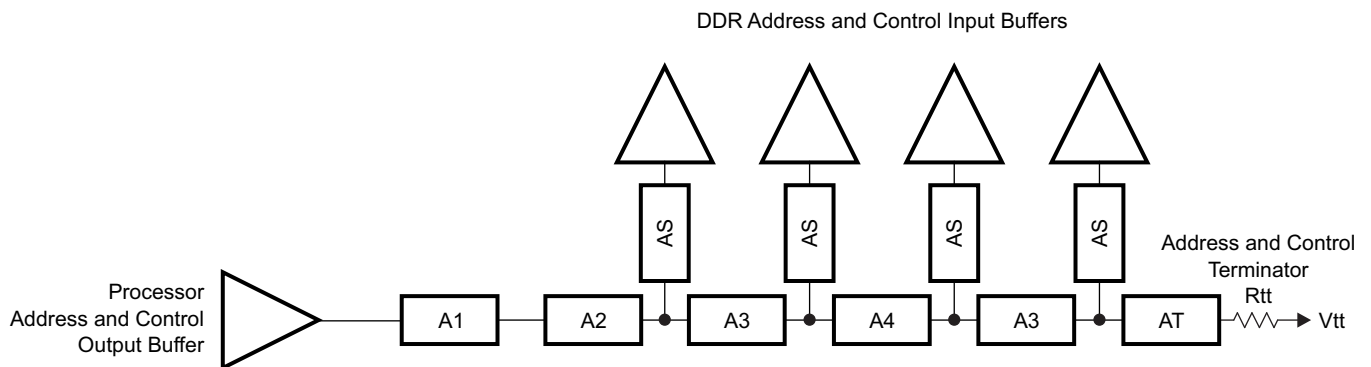 DDR Address and Control Input Buffers
AS
AS
AS
AS
Processor
Address and Control
Output Buffer
A1
A2
A3
A4
A3
AT
Address and Control
Terminator
Rtt
Vtt